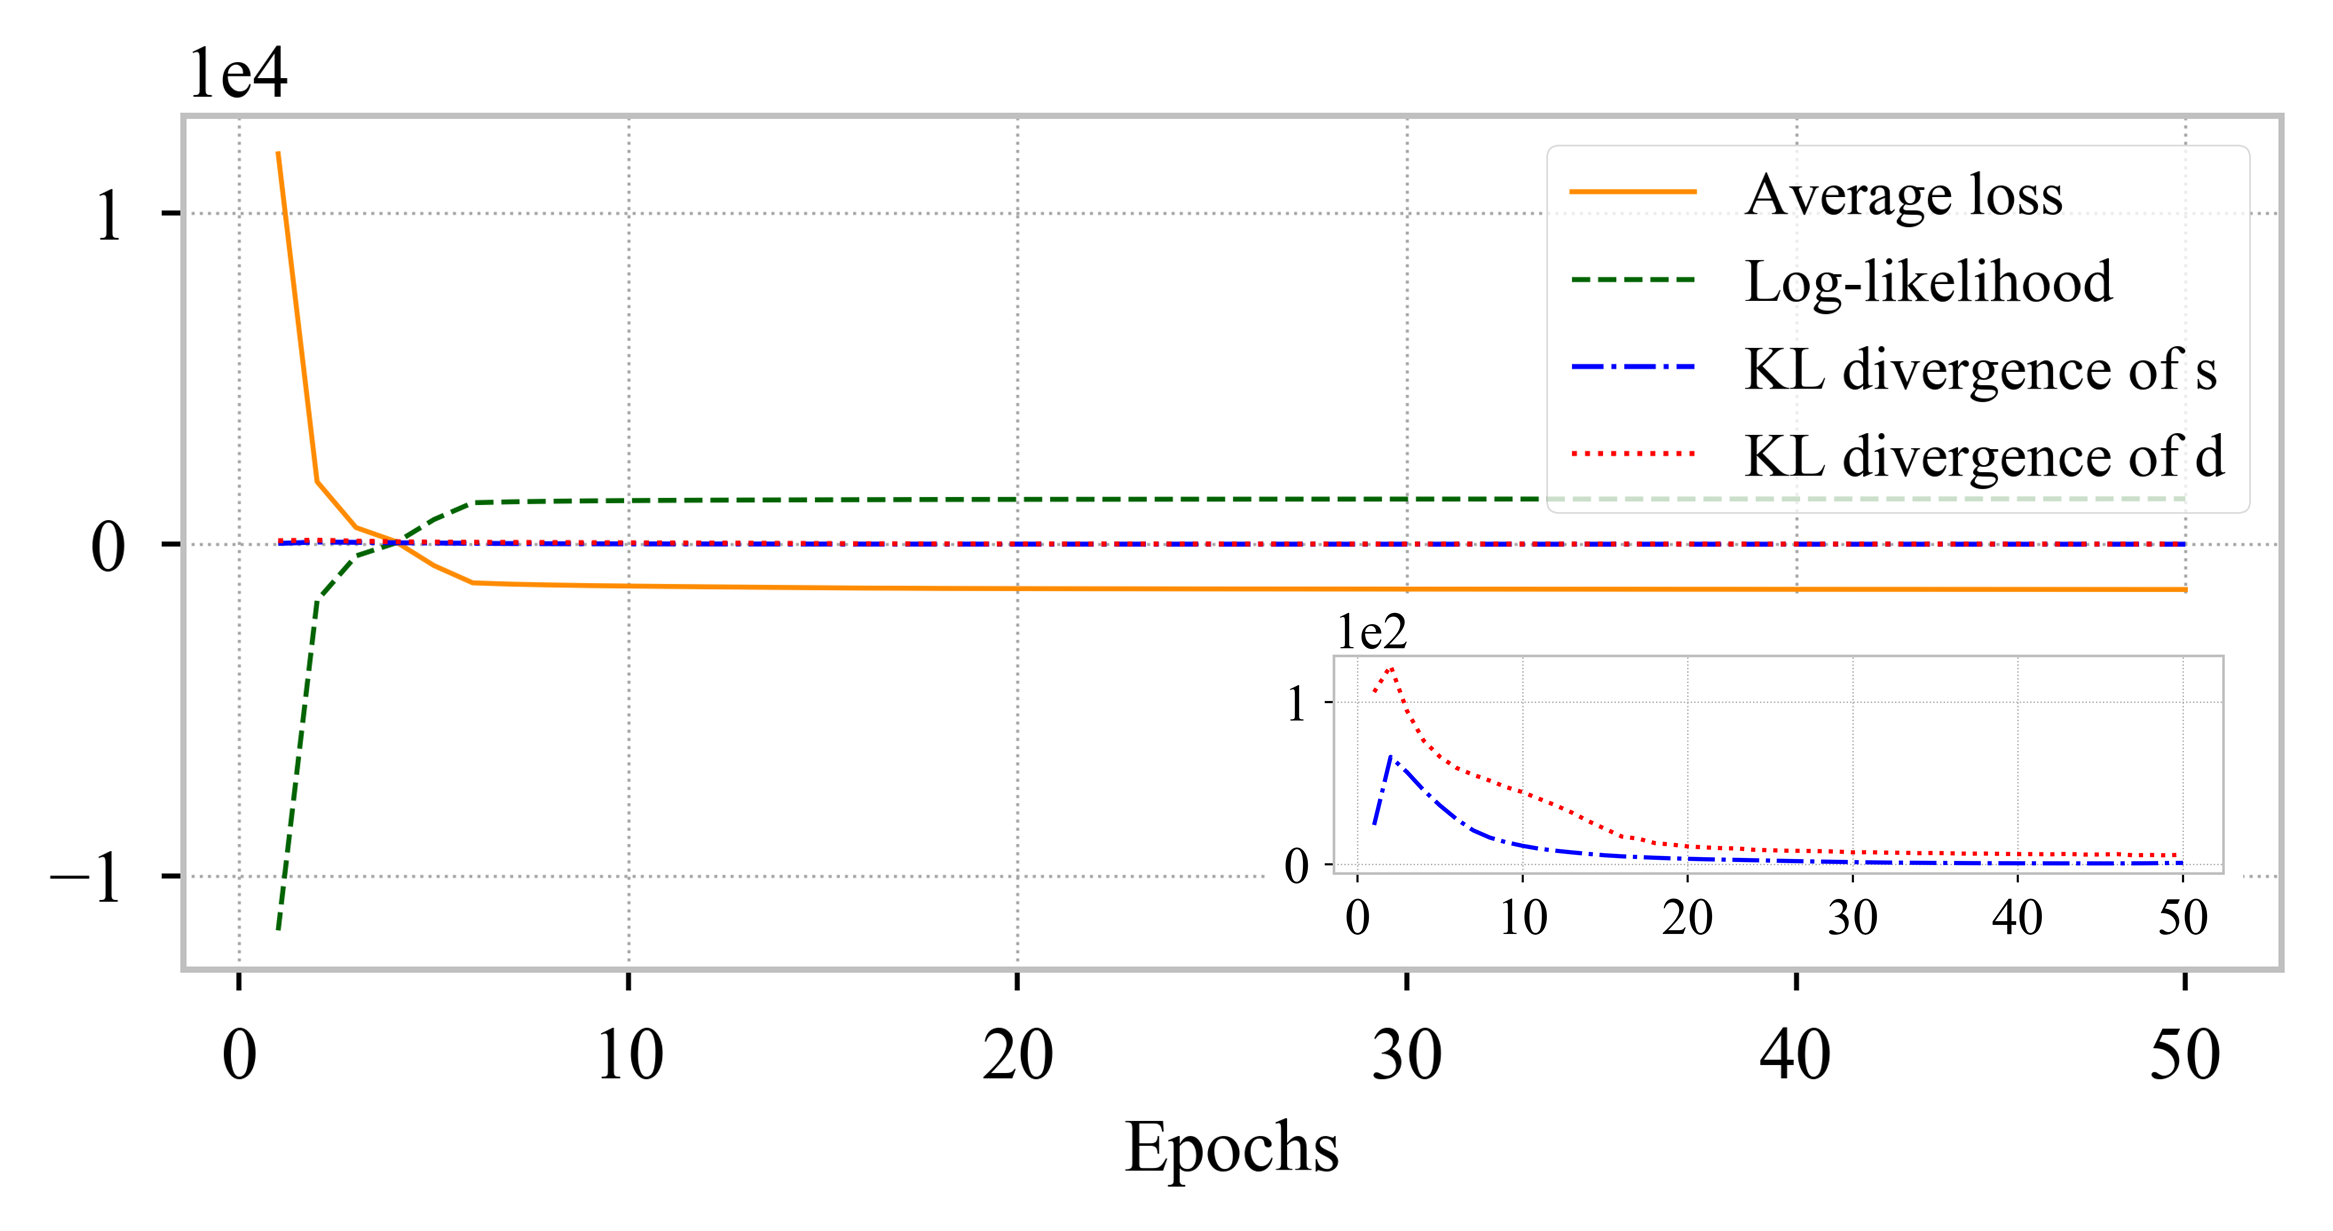 1e4
1
0
−1
Average loss
Log-likelihood
KL divergence of s
KL divergence of d
1e2
1
0
0 10 20 30 40 50
0 10 20 30 40 50
Epochs